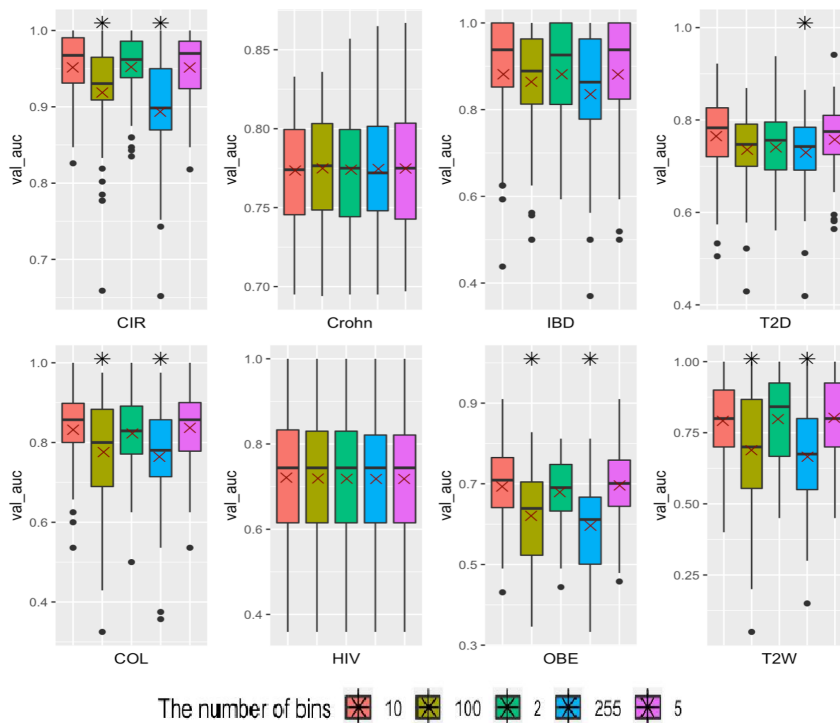 1.0
0.9
0.8
0.7
val_auc
CIR
0.85
0.80
0.75
0.70
val_auc
Crohn
1.0
0.8
0.6
0.4
val_auc
IBD
1.0
0.8
0.6
0.4
val_auc
T2D
1.0
0.8
0.6
0.4
val_auc
COL
1.0
0.8
0.6
0.4
val_auc
HIV
0.9
0.7
0.5
0.3
val_auc
OBE
1.00
0.75
0.50
0.25
val_auc
T2W
The number of bins 10 100 2 255 5